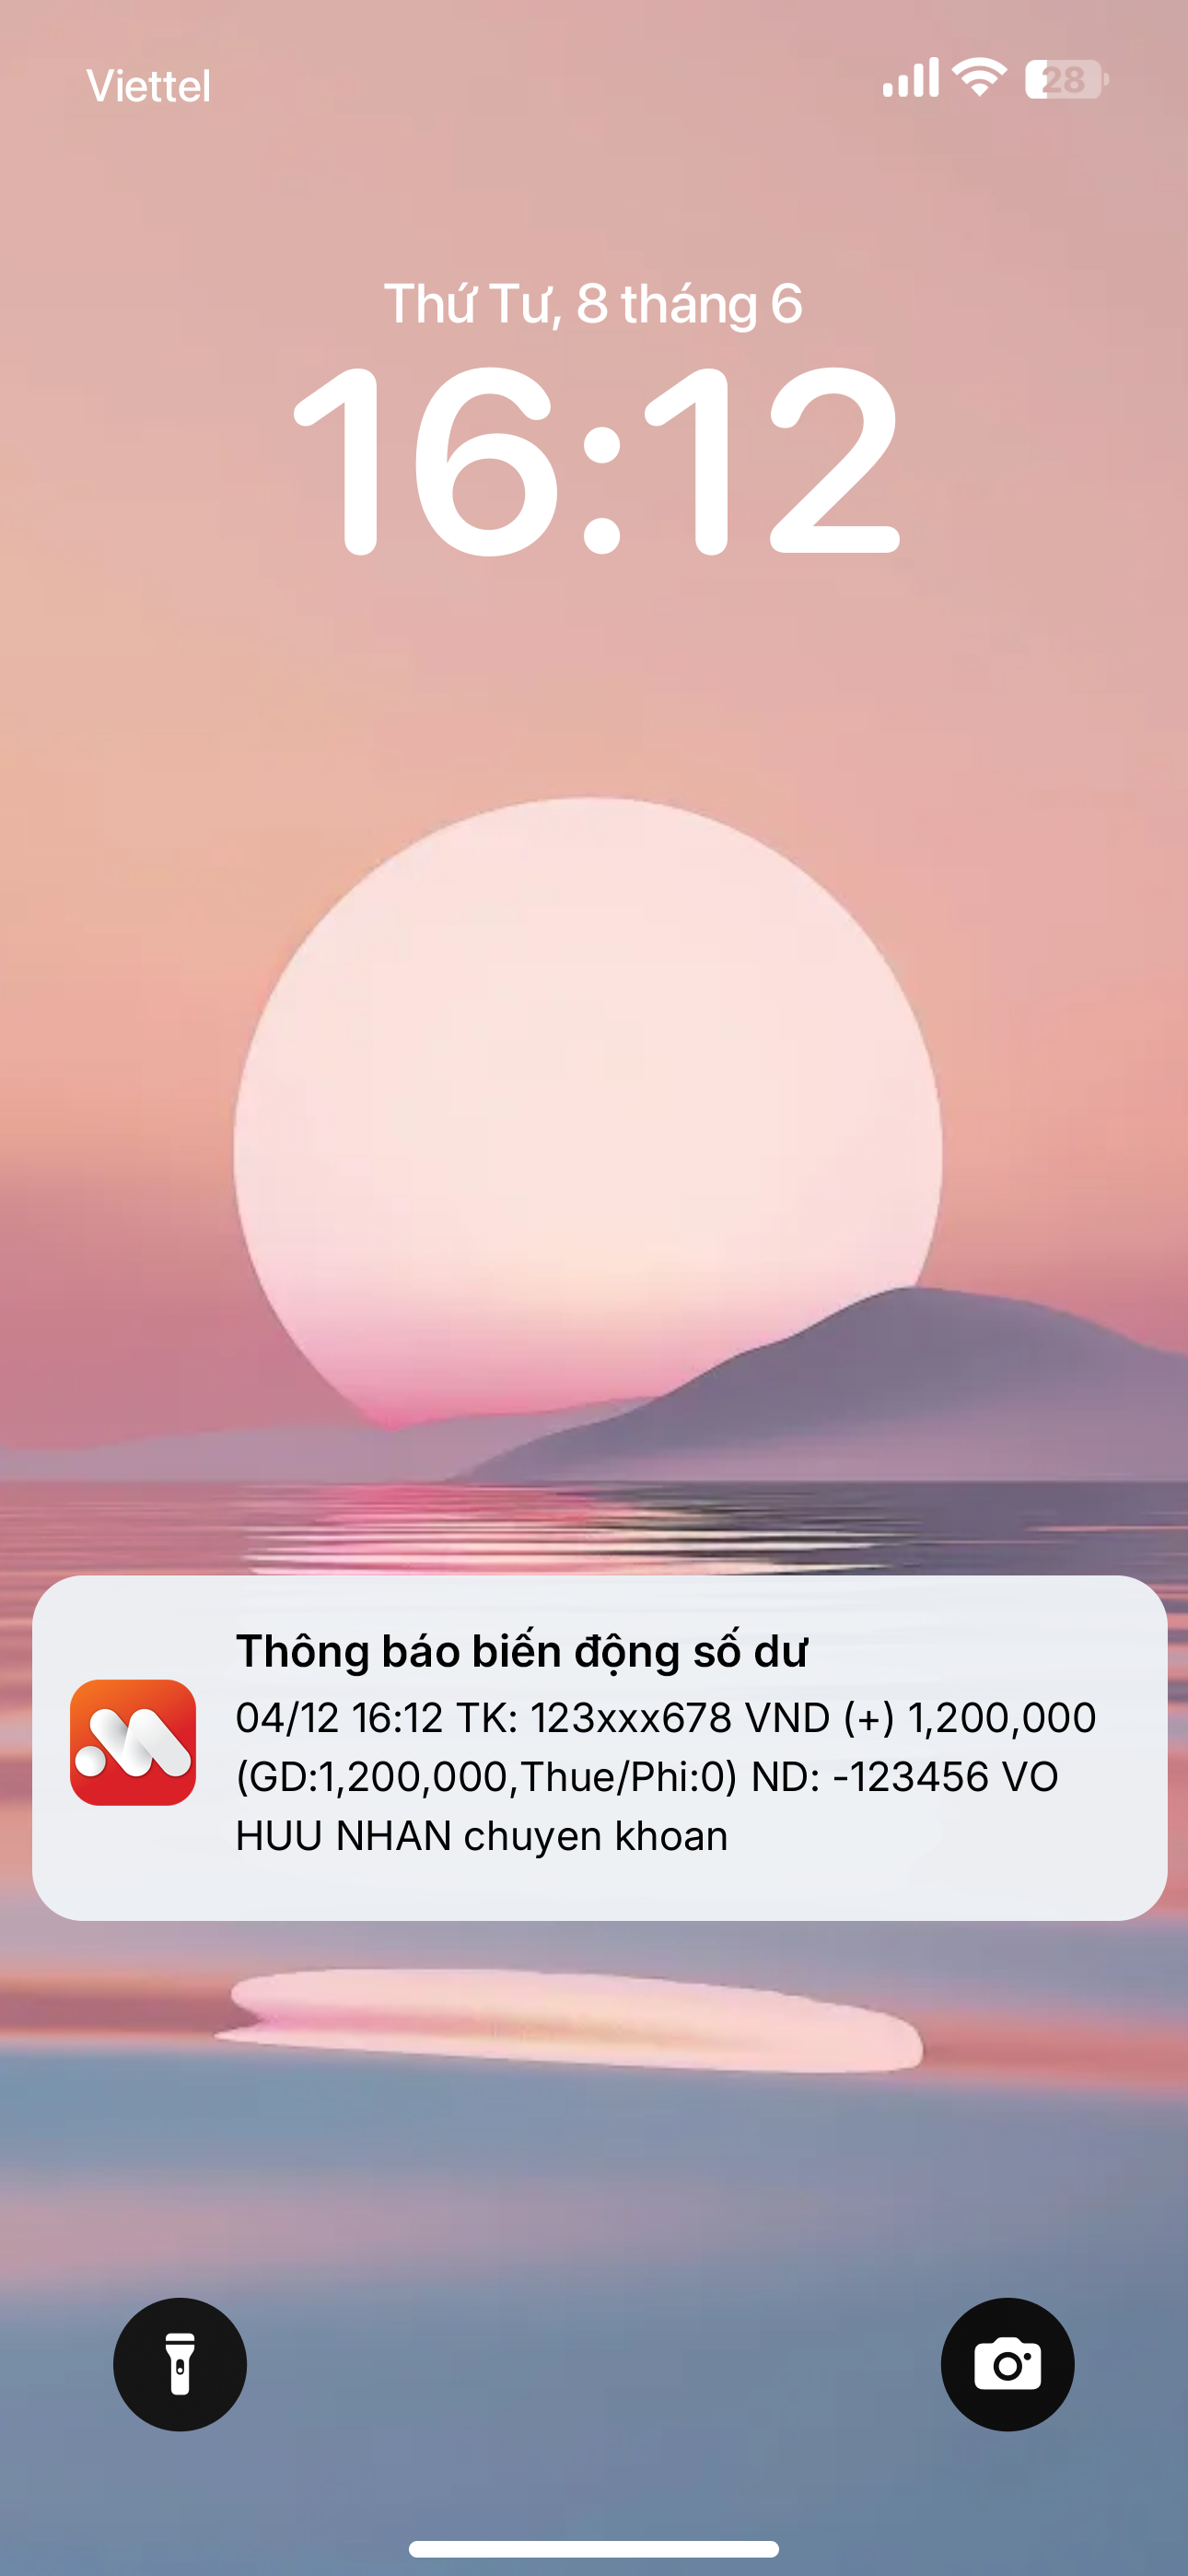 Viettel
28
Thứ Tư, 8 tháng 6
16:12
Thông báo biến động số dư
04/12 16:12 TK: 123xxx678 VND (+) 1,200,000
(GD:1,200,000,Thue/Phi:0) ND: -123456 VO
HUU NHAN chuyen khoan